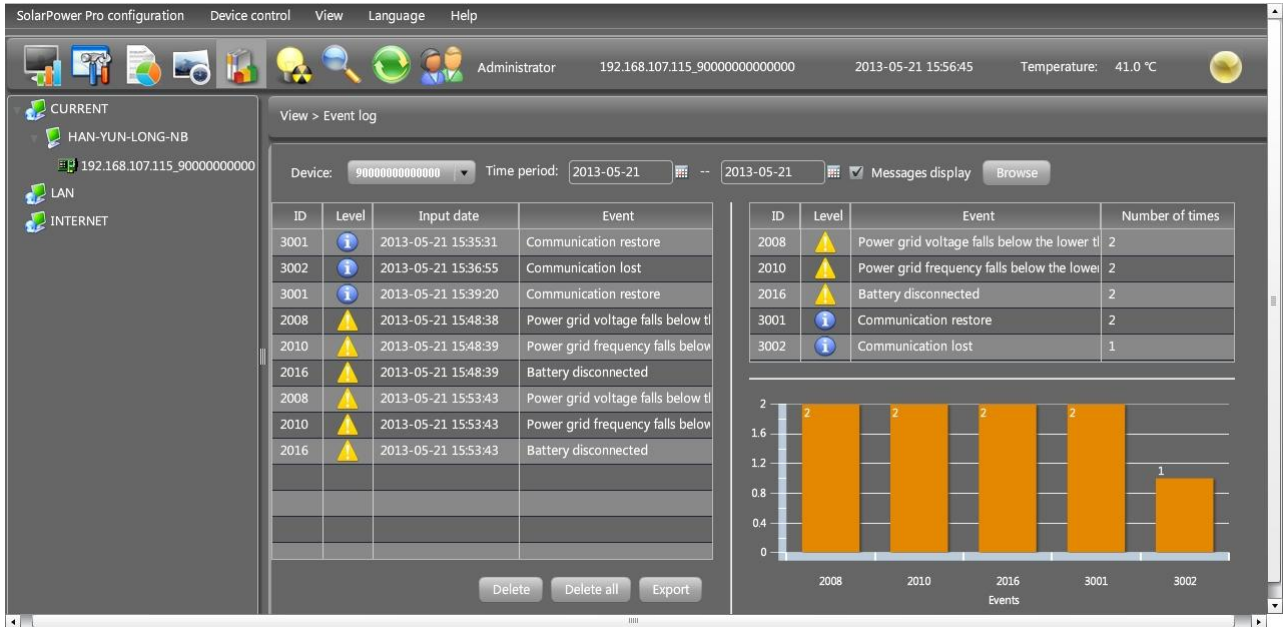 SolarPower Pro configuration Device control View Language Help
Administrator 192.168.107.115_90000000000000 2013-05-21 15:56:45 Temperature: 41.0 ℃
CURRENT
HAN-YUN-LONG-NB
192.168.107.115_90000000000
LAN
INTERNET
View > Event log
Device: 90000000000000 Time period: 2013-05-21 -- 2013-05-21 Messages display Browse
ID Level Input date Event
3001 2013-05-21 15:35:31 Communication restore
3002 2013-05-21 15:36:55 Communication lost
3001 2013-05-21 15:39:20 Communication restore
2008 2013-05-21 15:48:38 Power grid voltage falls below tl
2010 2013-05-21 15:48:39 Power grid frequency falls below
2016 2013-05-21 15:48:39 Battery disconnected
2008 2013-05-21 15:53:43 Power grid voltage falls below tl
2010 2013-05-21 15:53:43 Power grid frequency falls below
2016 2013-05-21 15:53:43 Battery disconnected
Delete Delete all Export
ID Level Event Number of times
2008 Power grid voltage falls below the lower tl 2
2010 Power grid frequency falls below the lower 2
2016 Battery disconnected 2
3001 Communication restore 2
3002 Communication lost 1
2
1.6
1.2
0.8
0.4
0
2 2 2 2 1
2008 2010 2016 3001 3002
Events